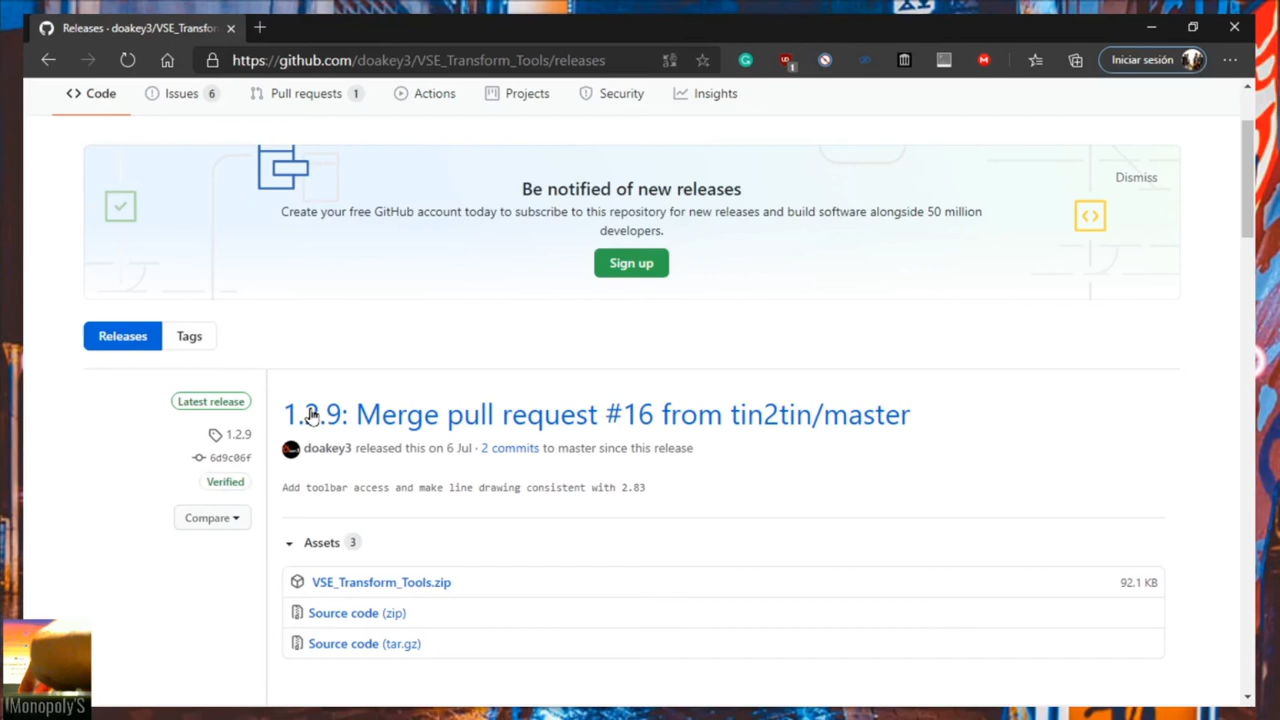 Releases · doakey3/VSE_Transfor
https://github.com/doakey3/VSE_Transform_Tools/releases
1
Iniciar sesión
Code
Issues 6
Pull requests 1
Actions
Projects
Security
Insights
Be notified of new releases
Dismiss
Create your free GitHub account today to subscribe to this repository for new releases and build software alongside 50 million
developers.
Sign up
Releases
Tags
Latest release
1.2.9: Merge pull request #16 from tin2tin/master
1.2.9
doakey3 released this on 6 Jul · 2 commits to master since this release
6d9c06f
Verified
Add toolbar access and make line drawing consistent with 2.83
Compare
Assets 3
VSE_Transform_Tools.zip
92.1 KB
Source code (zip)
Source code (tar.gz)
!Monopoly'S